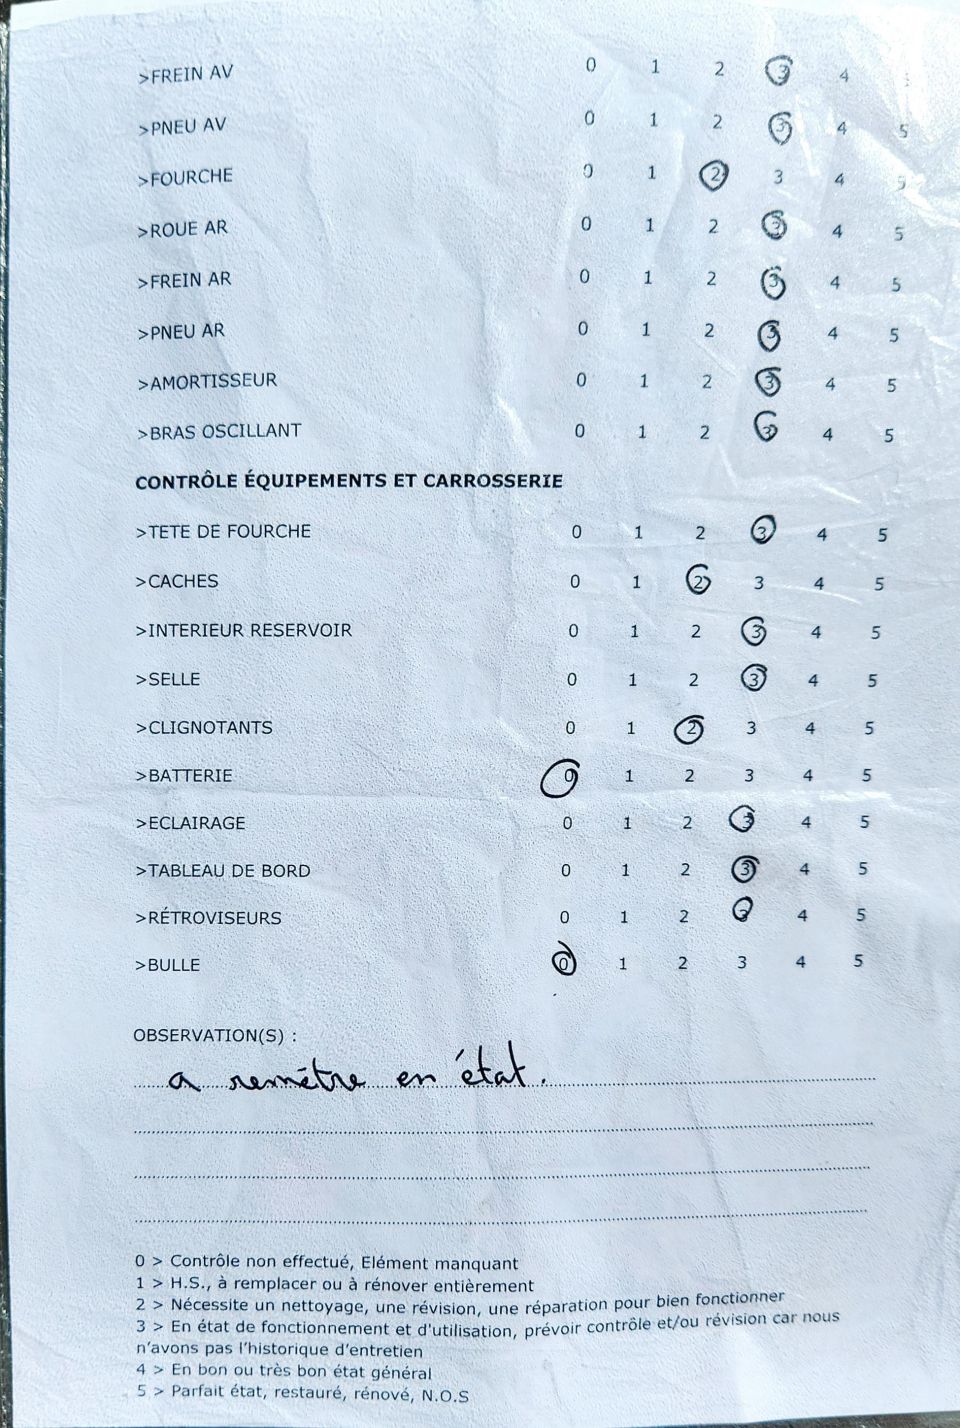 >FREIN AV 0 1 2 3 4
>PNEU AV 0 1 2 3 4 5
>FOURCHE 0 1 2 3 4 5
>ROUE AR 0 1 2 3 4 5
>FREIN AR 0 1 2 3 4 5
>PNEU AR 0 1 2 3 4 5
>AMORTISSEUR 0 1 2 3 4 5
>BRAS OSCILLANT 0 1 2 3 4 5
CONTRÔLE ÉQUIPEMENTS ET CARROSSERIE
>TETE DE FOURCHE 0 1 2 3 4 5
>CACHES 0 1 2 3 4 5
>INTERIEUR RESERVOIR 0 1 2 3 4 5
>SELLE 0 1 2 3 4 5
>CLIGNOTANTS 0 1 2 3 4 5
>BATTERIE 0 1 2 3 4 5
>ECLAIRAGE 0 1 2 3 4 5
>TABLEAU DE BORD 0 1 2 3 4 5
>RÉTROVISEURS 0 1 2 3 4 5
>BULLE 0 1 2 3 4 5
OBSERVATION(S) :
a remètre en état.
0 > Contrôle non effectué, Elément manquant
1 > H.S., à remplacer ou à rénover entièrement
2 > Nécessite un nettoyage, une révision, une réparation pour bien fonctionner
3 > En état de fonctionnement et d'utilisation, prévoir contrôle et/ou révision car nous
n'avons pas l'historique d'entretien
4 > En bon ou très bon état général
5 > Parfait état, restauré, rénové, N.O.S